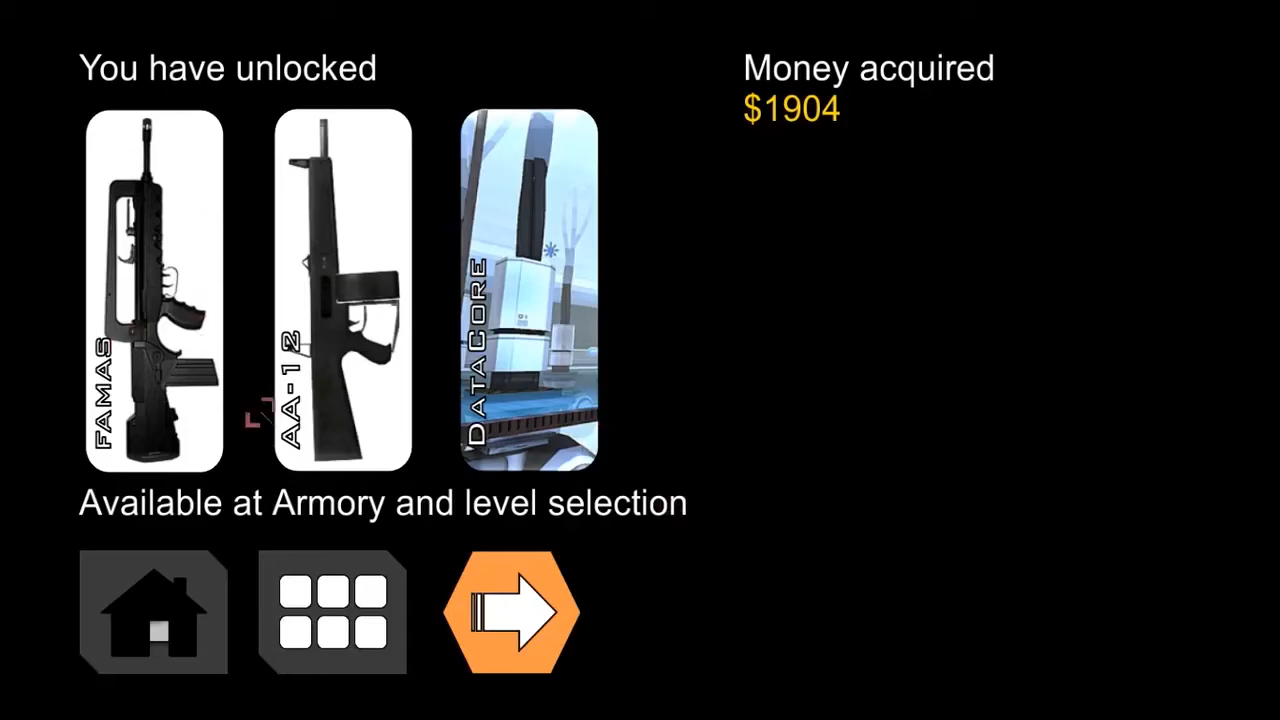 You have unlocked
Money acquired
$1904
FAMAS
AA-12
DATACORE
Available at Armory and level selection